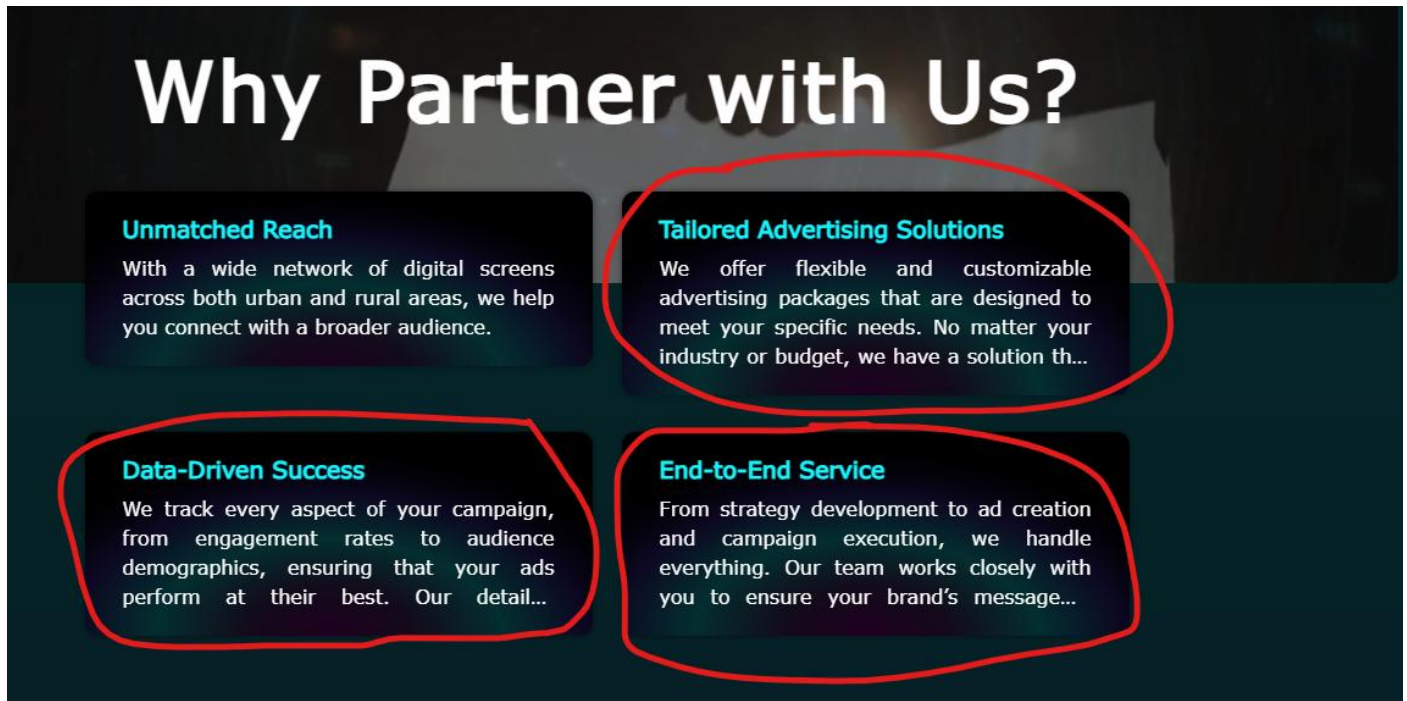 Why Partner with Us?
Unmatched Reach
With a wide network of digital screens
across both urban and rural areas, we help
you connect with a broader audience.
Tailored Advertising Solutions
We offer flexible and customizable
advertising packages that are designed to
meet your specific needs. No matter your
industry or budget, we have a solution th...
Data-Driven Success
We track every aspect of your campaign,
from engagement rates to audience
demographics, ensuring that your ads
perform at their best. Our detail...
End-to-End Service
From strategy development to ad creation
and campaign execution, we handle
everything. Our team works closely with
you to ensure your brand’s message...